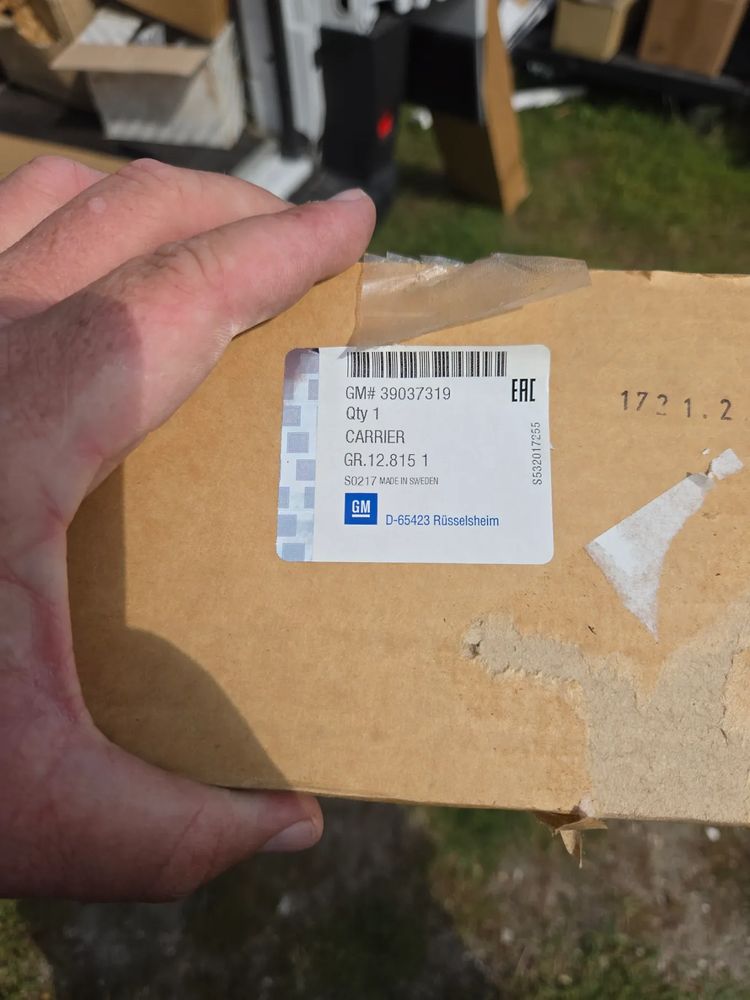 GM# 39037319
EAC
Qty 1
CARRIER
GR.12.815 1
S0217 MADE IN SWEDEN
GM
D-65423 Rüsselsheim
S532017255
1721.2